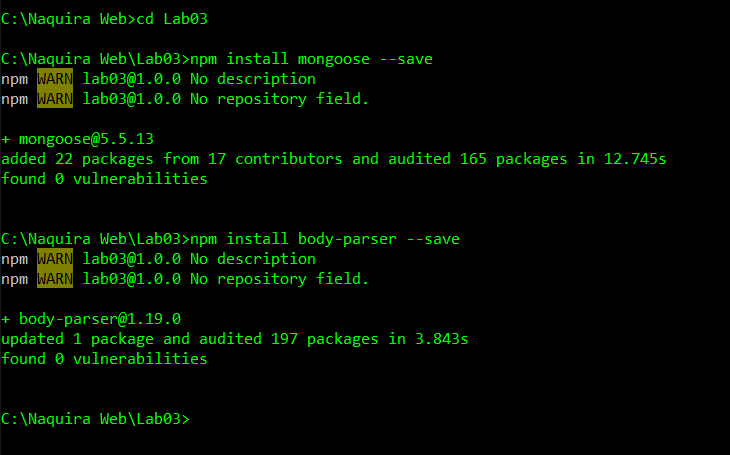 C:\Naquira Web>cd Lab03
C:\Naquira Web\Lab03>npm install mongoose --save
npm WARN lab03@1.0.0 No description
npm WARN lab03@1.0.0 No repository field.
+ mongoose@5.5.13
added 22 packages from 17 contributors and audited 165 packages in 12.745s
found 0 vulnerabilities
C:\Naquira Web\Lab03>npm install body-parser --save
npm WARN lab03@1.0.0 No description
npm WARN lab03@1.0.0 No repository field.
+ body-parser@1.19.0
updated 1 package and audited 197 packages in 3.843s
found 0 vulnerabilities
C:\Naquira Web\Lab03>